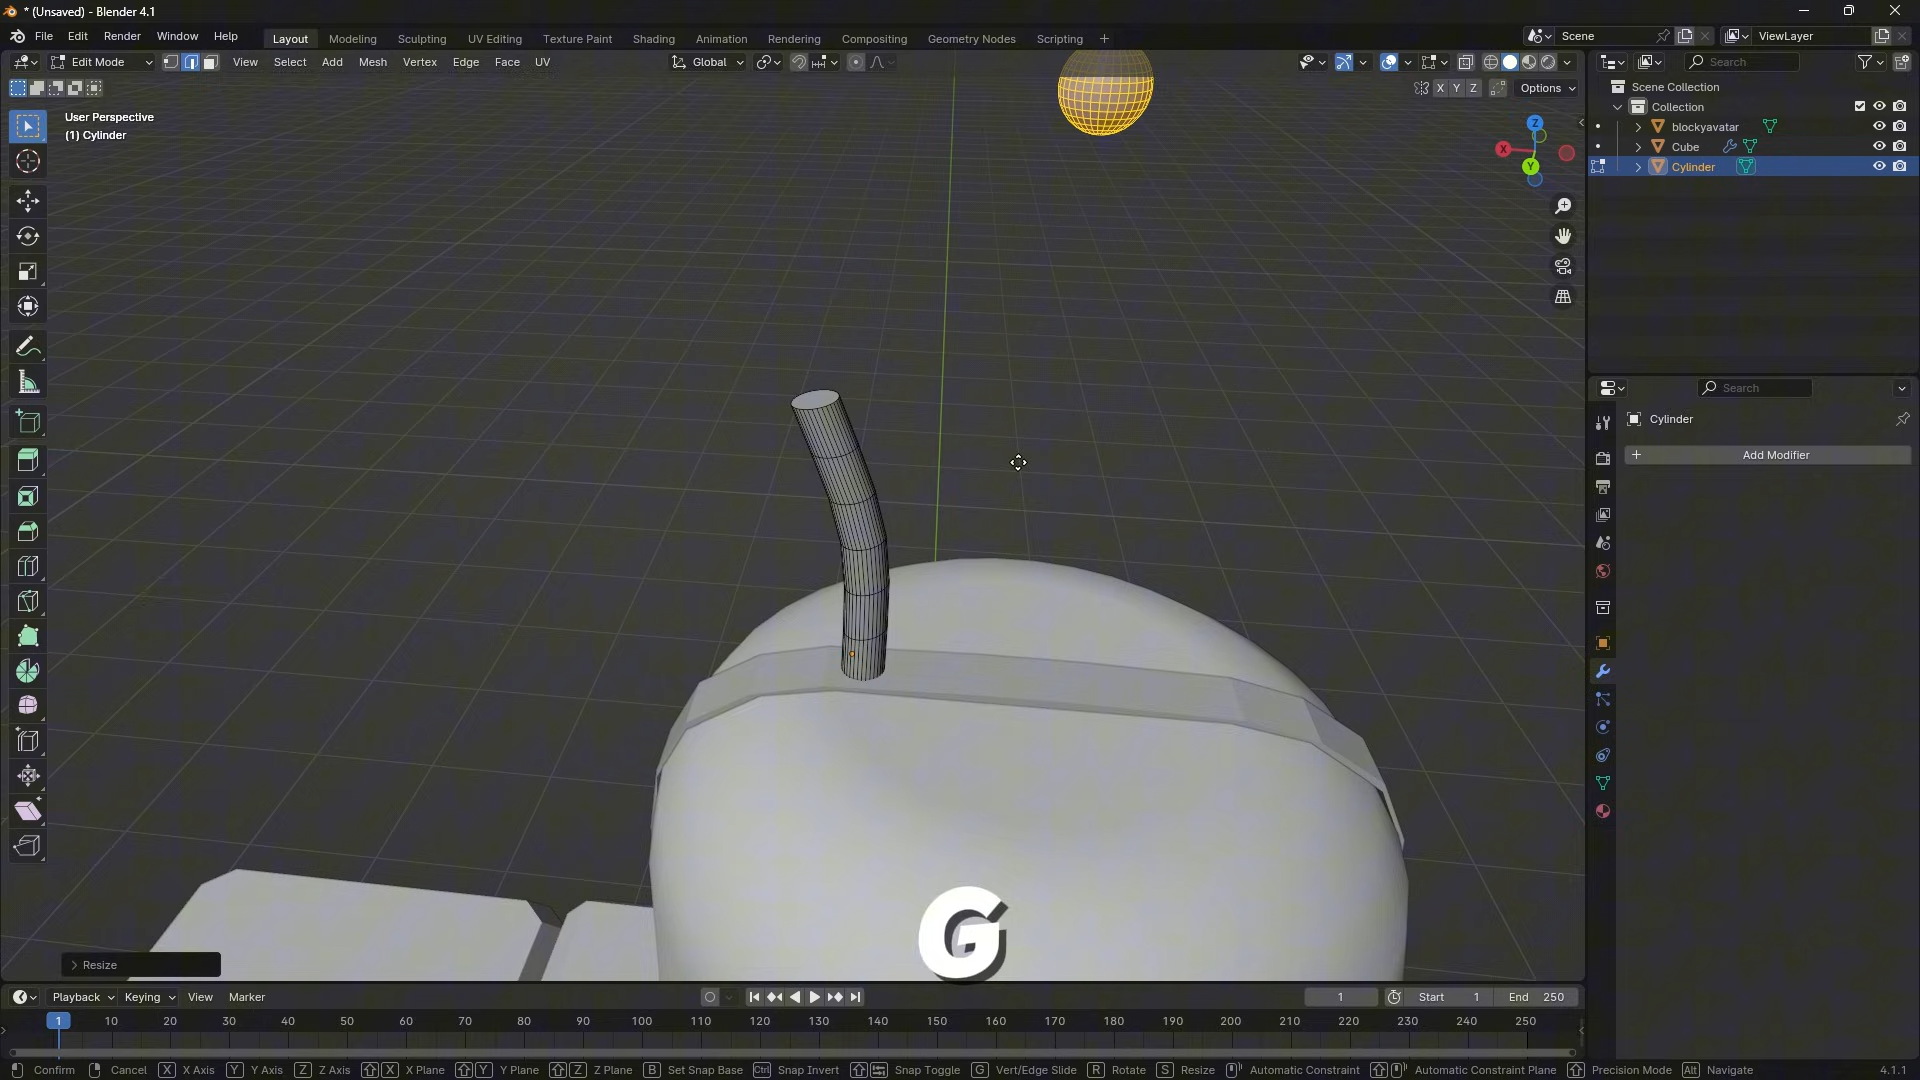 * (Unsaved) - Blender 4.1
File Edit Render Window Help
Layout Modeling Sculpting UV Editing Texture Paint Shading Animation Rendering Compositing Geometry Nodes Scripting +
Scene
ViewLayer
Edit Mode View Select Add Mesh Vertex Edge Face UV
Global
X Y Z Options
User Perspective
(1) Cylinder
Z
X
Y
Search
Scene Collection
Collection
blockyavatar
Cube
Cylinder
Search
Cylinder
+ Add Modifier
G
> Resize
Playback Keying View Marker
1 Start 1 End 250
1 10 20 30 40 50 60 70 80 90 100 110 120 130 140 150 160 170 180 190 200 210 220 230 240 250
Confirm Cancel X X Axis Y Y Axis Z Z Axis X X Plane Y Y Plane Z Z Plane B Set Snap Base Ctrl Snap Invert Snap Toggle G Vert/Edge Slide R Rotate S Resize Automatic Constraint Automatic Constraint Plane Precision Mode Alt Navigate 4.1.1